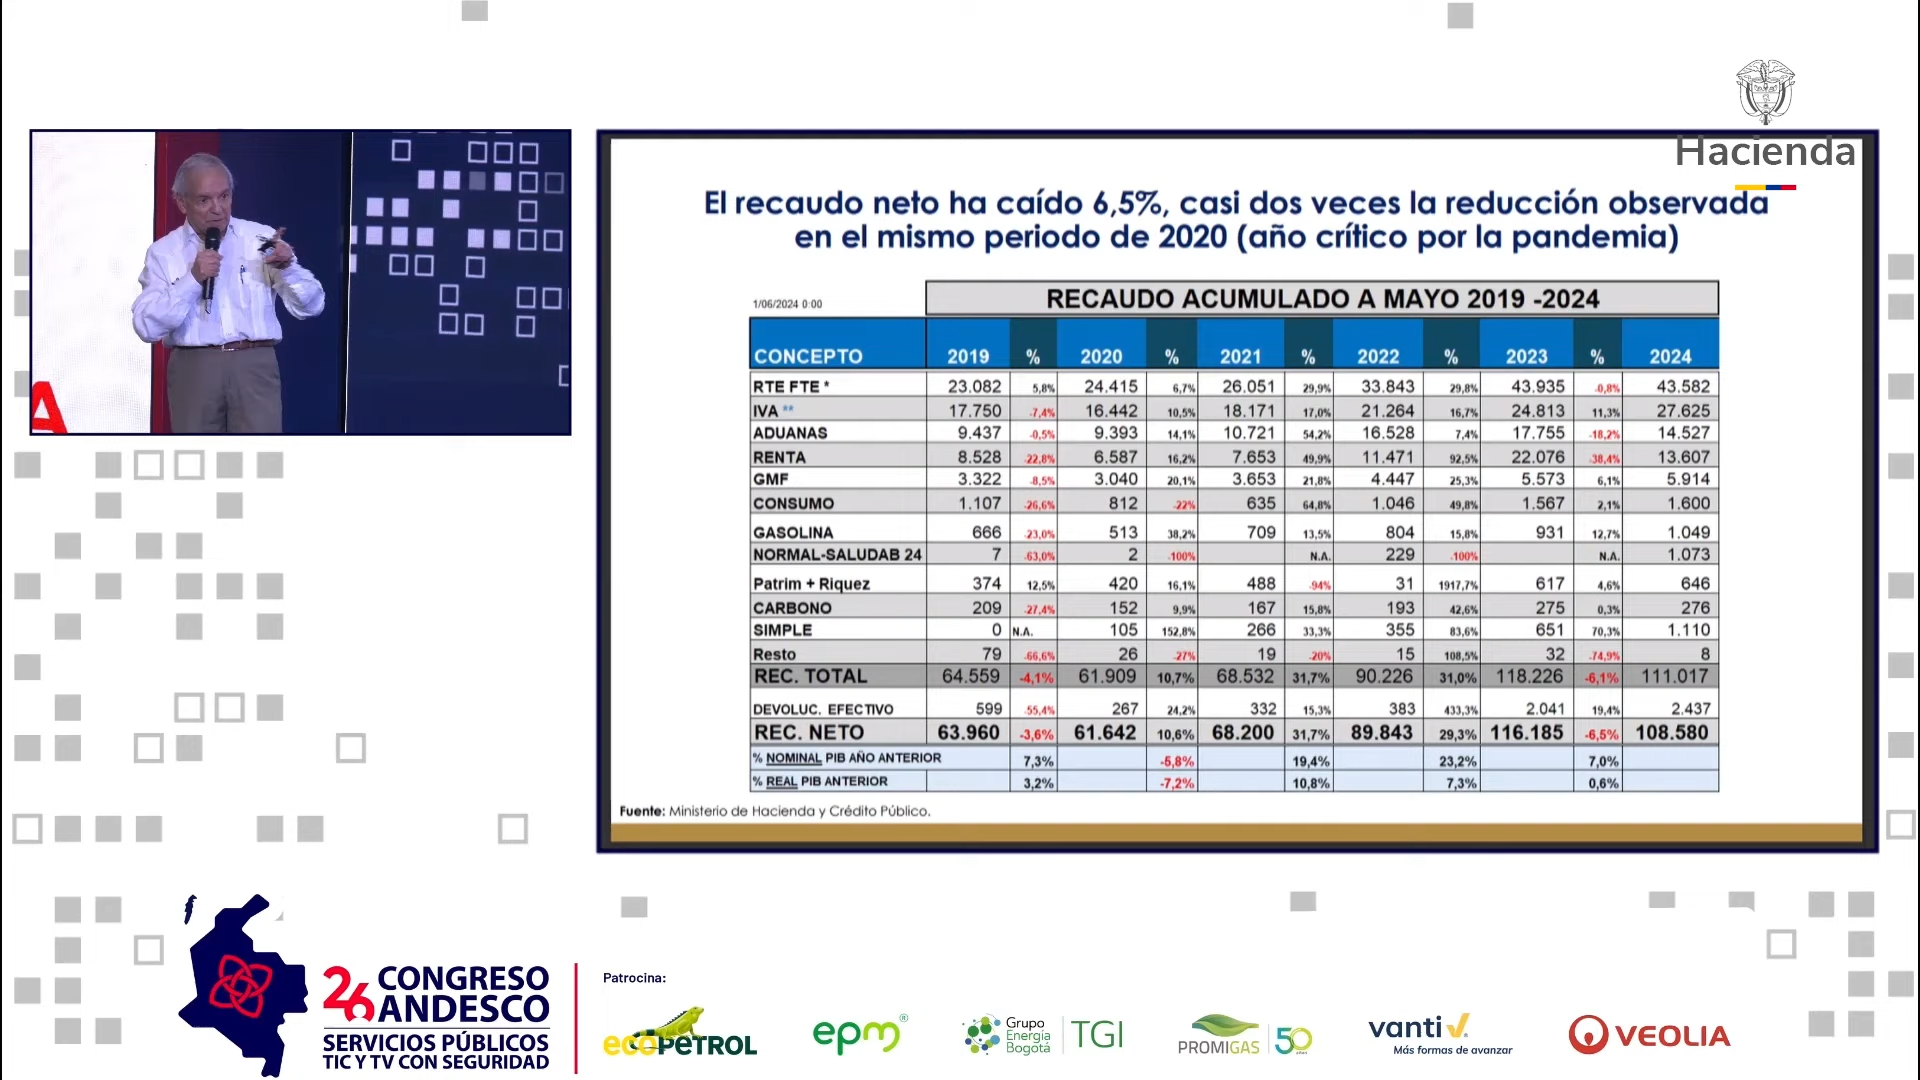 Hacienda
A
El recaudo neto ha caído 6,5%, casi dos veces la reducción observada
en el mismo periodo de 2020 (año crítico por la pandemia)
1/06/2024 0:00
RECAUDO ACUMULADO A MAYO 2019 -2024
CONCEPTO 2019 % 2020 % 2021 % 2022 % 2023 % 2024
RTE FTE * 23.082 5,8% 24.415 6,7% 26.051 29,9% 33.843 29,8% 43.935 -0,8% 43.582
IVA ** 17.750 -7,4% 16.442 10,5% 18.171 17,0% 21.264 16,7% 24.813 11,3% 27.625
ADUANAS 9.437 -0,5% 9.393 14,1% 10.721 54,2% 16.528 7,4% 17.755 -18,2% 14.527
RENTA 8.528 -22,8% 6.587 16,2% 7.653 49,9% 11.471 92,5% 22.076 -38,4% 13.607
GMF 3.322 -8,5% 3.040 20,1% 3.653 21,8% 4.447 25,3% 5.573 6,1% 5.914
CONSUMO 1.107 -26,6% 812 -22% 635 64,8% 1.046 49,8% 1.567 2,1% 1.600
GASOLINA 666 -23,0% 513 38,2% 709 13,5% 804 15,8% 931 12,7% 1.049
NORMAL-SALUDAB 24 7 -63,0% 2 -100% N.A. 229 -100% N.A. 1.073
Patrim + Riquez 374 12,5% 420 16,1% 488 -94% 31 1917,7% 617 4,6% 646
CARBONO 209 -27,4% 152 9,9% 167 15,8% 193 42,6% 275 0,3% 276
SIMPLE 0 N.A. 105 152,8% 266 33,3% 355 83,6% 651 70,3% 1.110
Resto 79 -66,6% 26 -27% 19 -20% 15 108,5% 32 -74,9% 8
REC. TOTAL 64.559 -4,1% 61.909 10,7% 68.532 31,7% 90.226 31,0% 118.226 -6,1% 111.017
DEVOLUC. EFECTIVO 599 -55,4% 267 24,2% 332 15,3% 383 433,3% 2.041 19,4% 2.437
REC. NETO 63.960 -3,6% 61.642 10,6% 68.200 31,7% 89.843 29,3% 116.185 -6,5% 108.580
% NOMINAL PIB AÑO ANTERIOR 7,3% -5,8% 19,4% 23,2% 7,0%
% REAL PIB ANTERIOR 3,2% -7,2% 10,8% 7,3% 0,6%
Fuente: Ministerio de Hacienda y Crédito Público.
26 CONGRESO
ANDESCO
SERVICIOS PÚBLICOS
TIC Y TV CON SEGURIDAD
Patrocina:
ecoPETROL
epm®
Grupo
Energía
Bogotá
TGI
PROMIGAS 50 años
vanti
Más formas de avanzar
VEOLIA